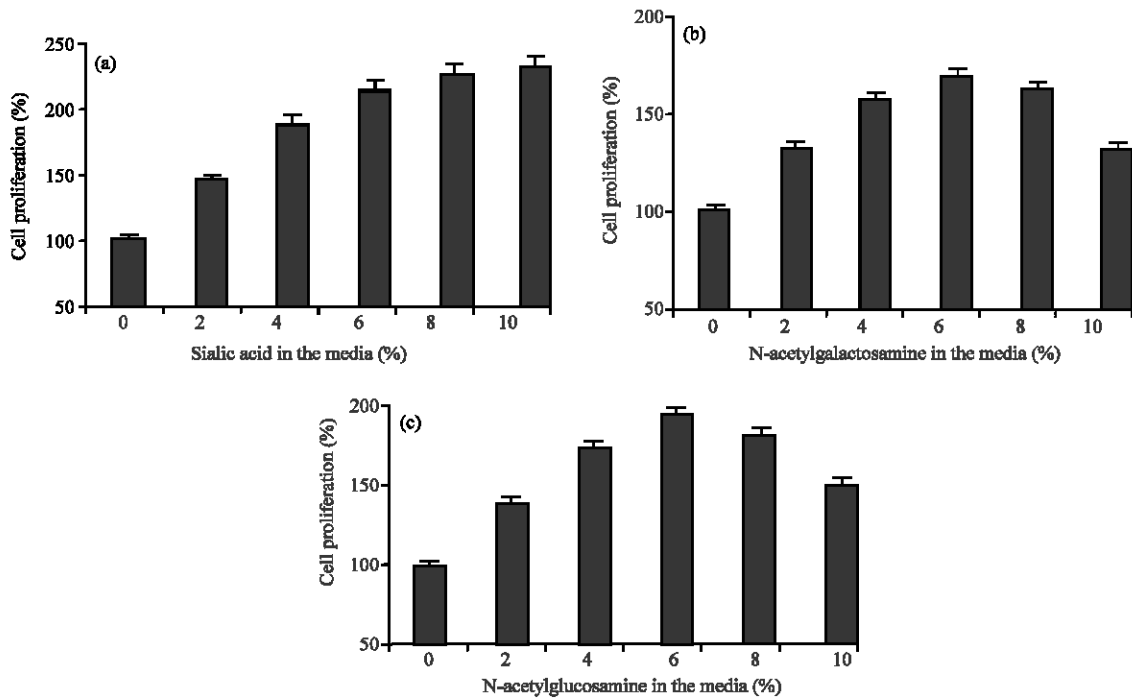 (a)
Cell proliferation (%)
250
200
150
100
50
0 2 4 6 8 10
Sialic acid in the media (%)
(b)
Cell proliferation (%)
200
150
100
50
0 2 4 6 8 10
N-acetylgalactosamine in the media (%)
(c)
Cell proliferation (%)
200
150
100
50
0 2 4 6 8 10
N-acetylglucosamine in the media (%)